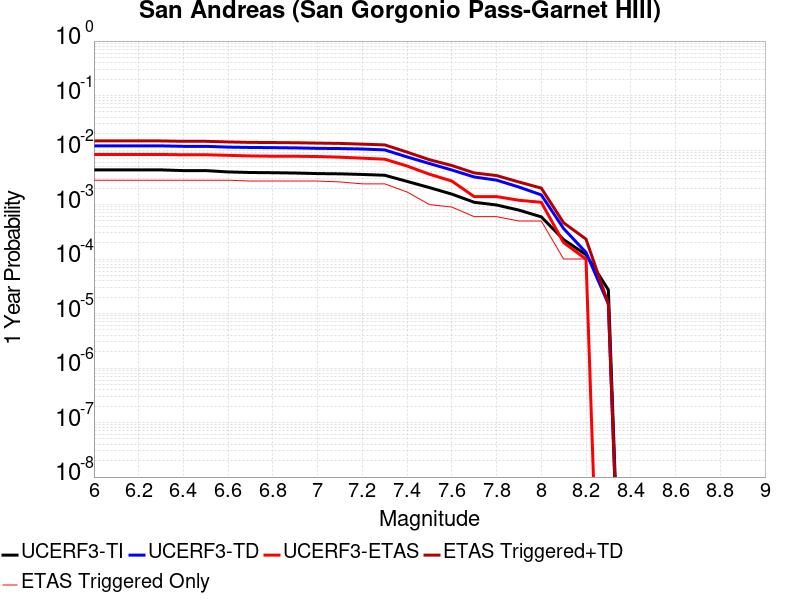 San Andreas (San Gorgonio Pass-Garnet HIll)
10^0
10^-1
10^-2
10^-3
10^-4
10^-5
10^-6
10^-7
10^-8
1 Year Probability
6 6.2 6.4 6.6 6.8 7 7.2 7.4 7.6 7.8 8 8.2 8.4 8.6 8.8 9
Magnitude
UCERF3-TI UCERF3-TD UCERF3-ETAS ETAS Triggered+TD
ETAS Triggered Only